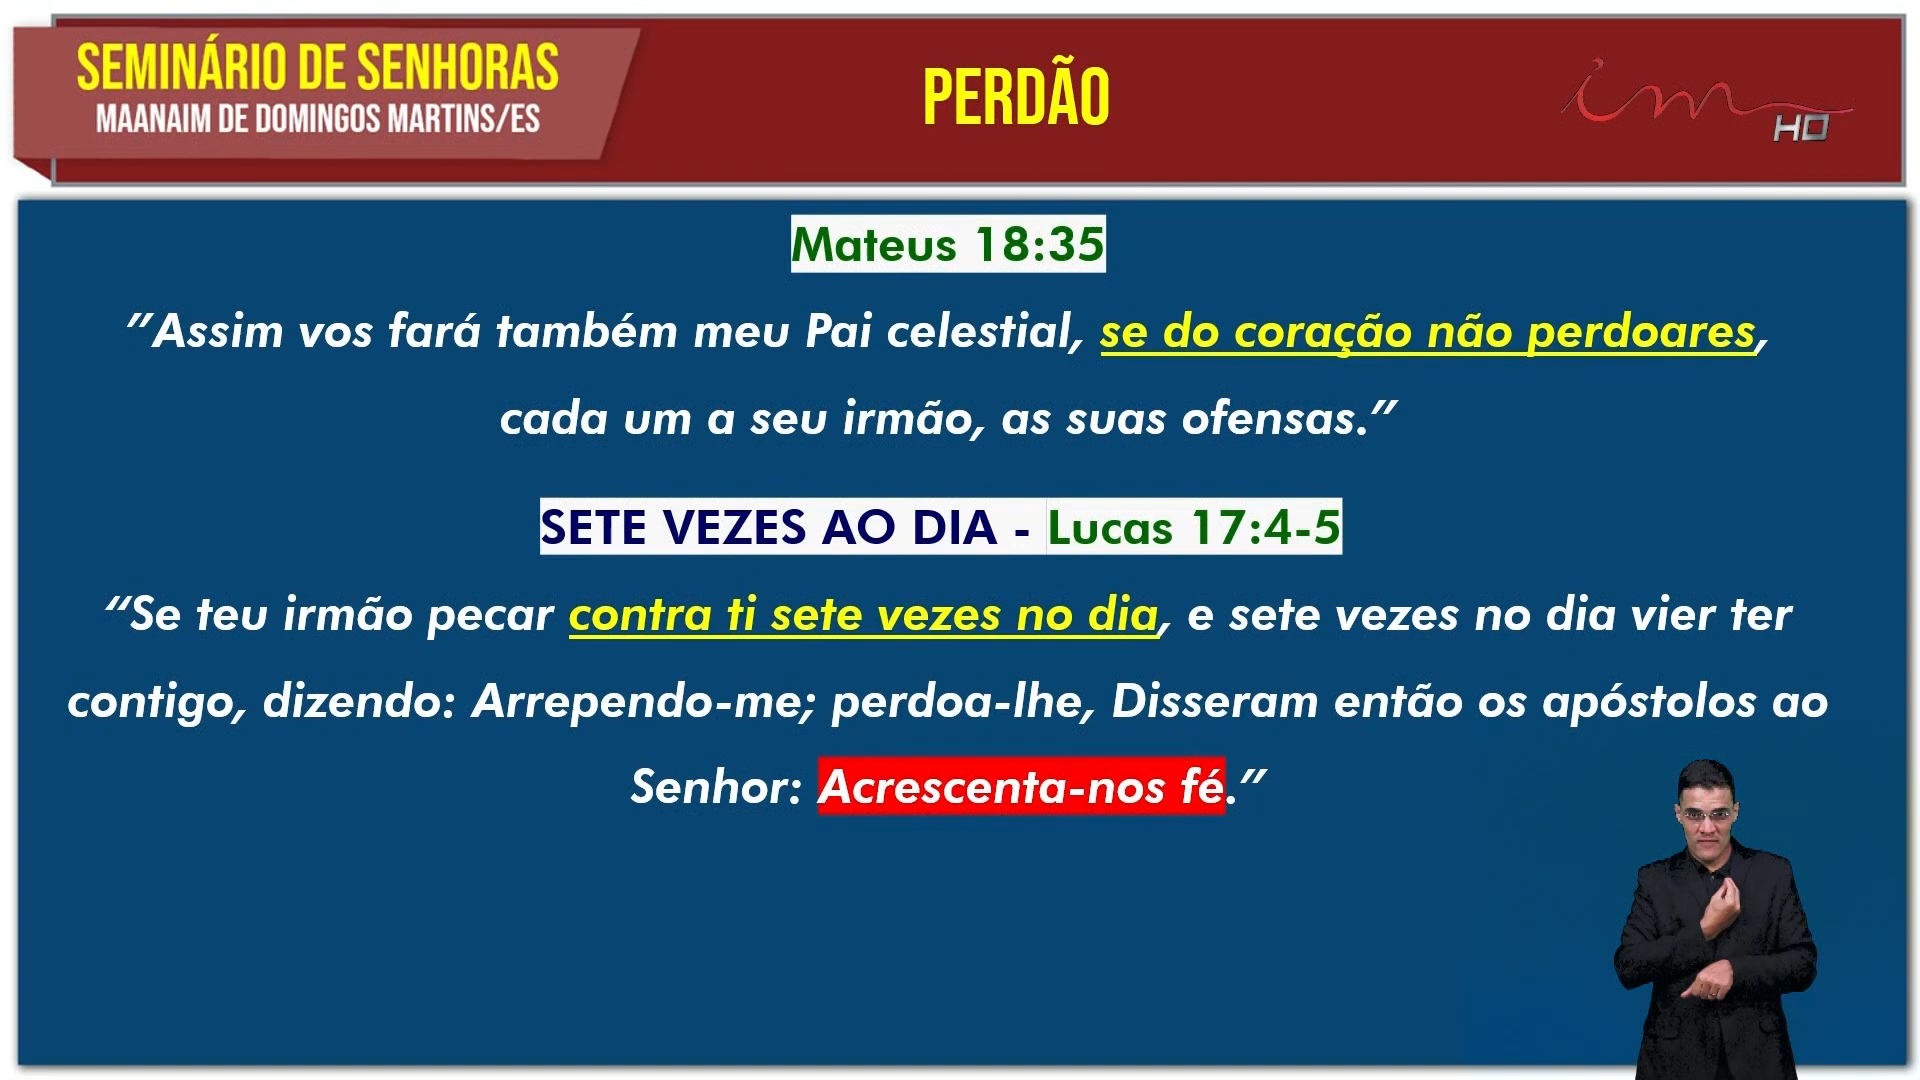 SEMINÁRIO DE SENHORAS
MAANAIM DE DOMINGOS MARTINS/ES
PERDÃO
im
HD
Mateus 18:35
"Assim vos fará também meu Pai celestial, se do coração não perdoares,
cada um a seu irmão, as suas ofensas."
SETE VEZES AO DIA - Lucas 17:4-5
"Se teu irmão pecar contra ti sete vezes no dia, e sete vezes no dia vier ter
contigo, dizendo: Arrependo-me; perdoa-lhe, Disseram então os apóstolos ao
Senhor: Acrescenta-nos fé."